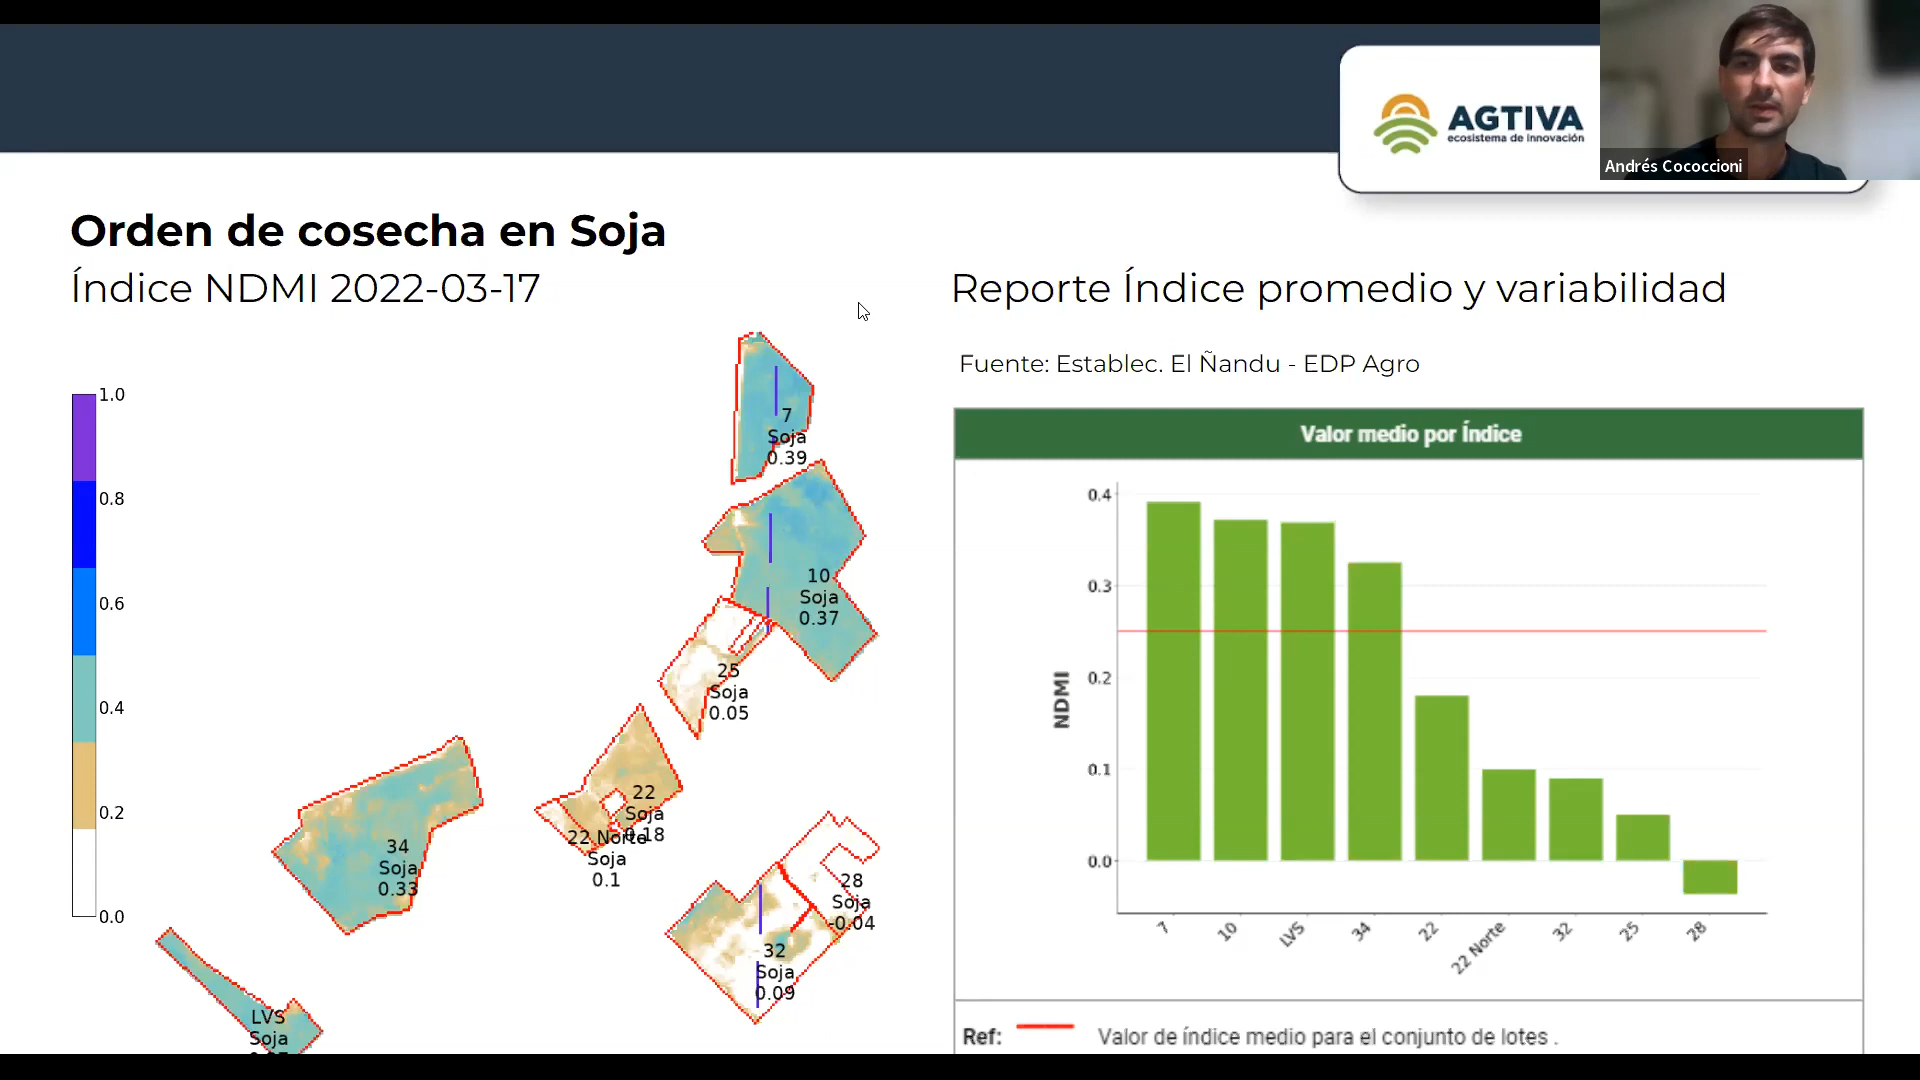 AGTIVA
ecosistema de innovación
Andrés Cococcioni
Orden de cosecha en Soja
Índice NDMI 2022-03-17
Reporte Índice promedio y variabilidad
Fuente: Establec. El Ñandu - EDP Agro
1.0
0.8
0.6
0.4
0.2
0.0
7
Soja
0.39
10
Soja
0.37
25
Soja
0.05
22
Soja
0.18
22 Norte
Soja
0.1
34
Soja
0.33
28
Soja
-0.04
32
Soja
0.09
LVS
Soja
Valor medio por Índice
0.4
0.3
0.2
0.1
0.0
NDMI
7
10
LVS
34
22
22 Norte
32
25
28
Ref: Valor de índice medio para el conjunto de lotes .